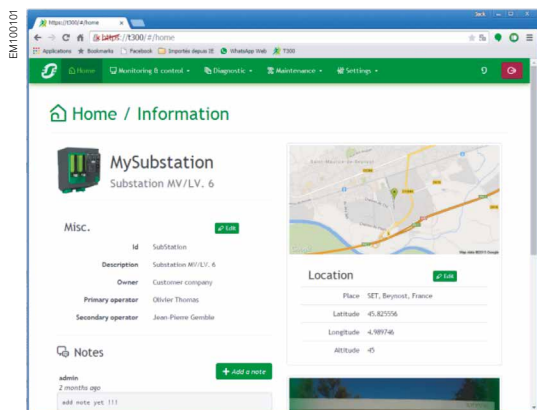 EM100101
https://t300/#/home
https://t300/#/home
Applications Bookmarks Facebook Importés depuis IE WhatsApp Web T300
Home Monitoring & control Diagnostic Maintenance Settings
Home / Information
MySubstation
Substation MV/LV. 6
Misc.
Edit
Id SubStation
Description Substation MV/LV. 6
Owner Customer company
Primary operator Olivier Thomas
Secondary operator Jean-Pierre Gemble
Notes
+ Add a note
admin
2 months ago
add note yet !!!
Location
Edit
Place SET, Beynost, France
Latitude 45.825556
Longitude 4.989746
Altitude 45